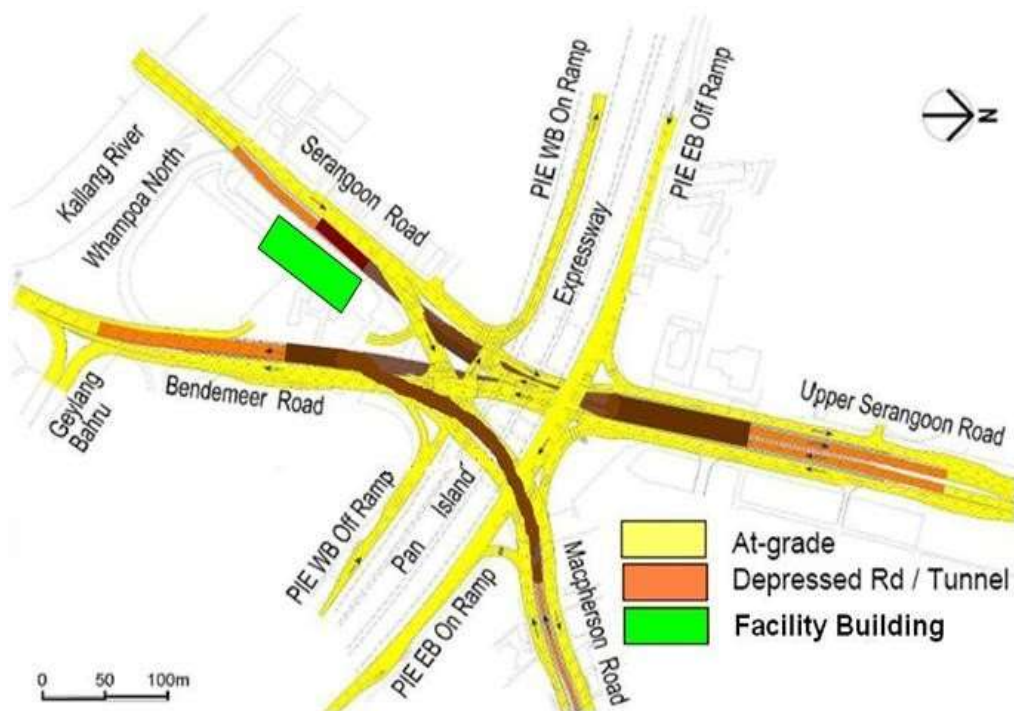 Kallang River
Whampoa North
Serangoon Road
PIE WB On Ramp
Expressway
PIE EB Off Ramp
N
Geylang
Bahru
Bendemeer Road
Upper Serangoon Road
PIE WB Off Ramp
Pan Island
PIE EB On Ramp
Macpherson Road
At-grade
Depressed Rd / Tunnel
Facility Building
0 50 100m